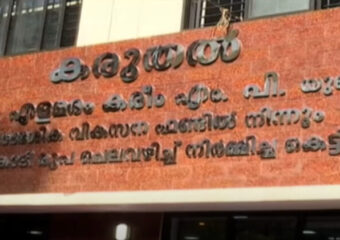 കരുതൽ
എളമരം കരീം എം. പി. യുടെ
വികസന ഫണ്ടിൽ നിന്നും
രൂപ ചെലവഴിച്ച് നിർമ്മിച്ച